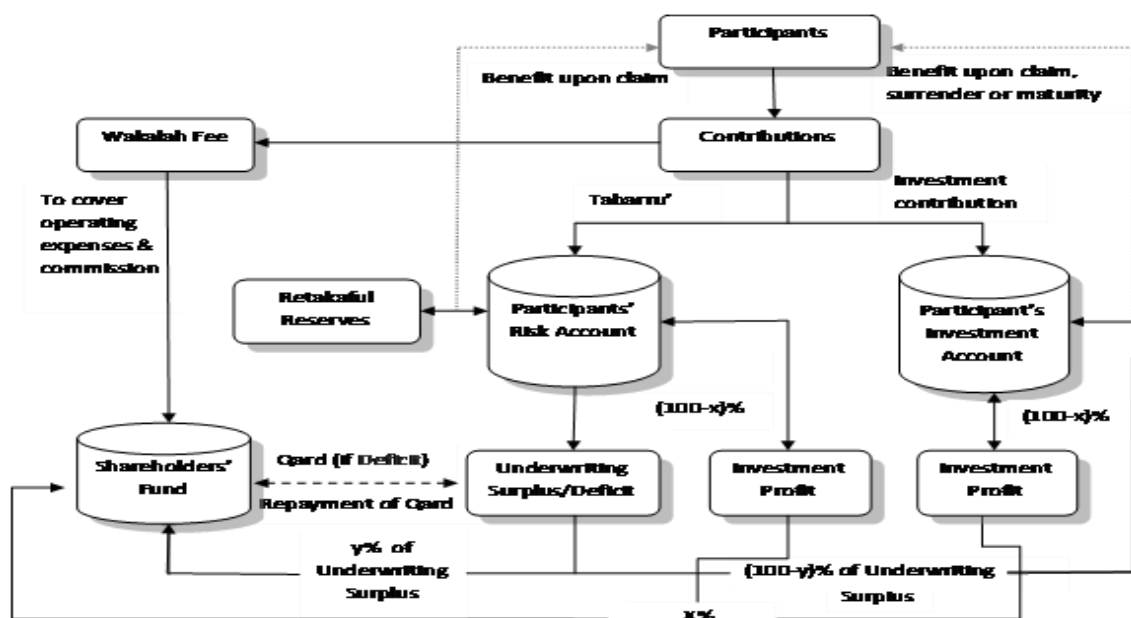 Participants
Benefit upon claim
Benefit upon claim,
surrender or maturity
Wakalah Fee
Contributions
To cover
operating
expenses &
commission
Tabarru'
Investment
contribution
Retakaful
Reserves
Participants'
Risk Account
Participant's
Investment
Account
(100-x)%
(100-x)%
Shareholders'
Fund
Qard (if Deficit)
Repayment of Qard
Underwriting
Surplus/Deficit
Investment
Profit
Investment
Profit
y% of
Underwriting
Surplus
(100-y)% of Underwriting
Surplus
X%